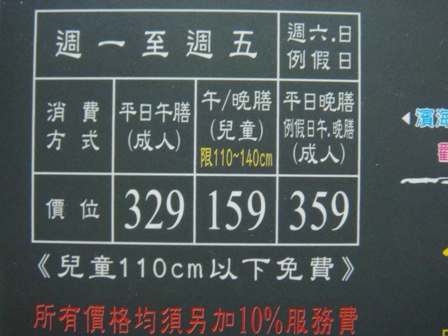 週一至週五
週六.日
例假日
消費方式
平日午膳
(成人)
午/晚膳
(兒童)
限110~140cm
平日晚膳
例假日午.晚膳
(成人)
價位 329 159 359
《兒童110cm以下免費》
所有價格均須另加10%服務費
濱海